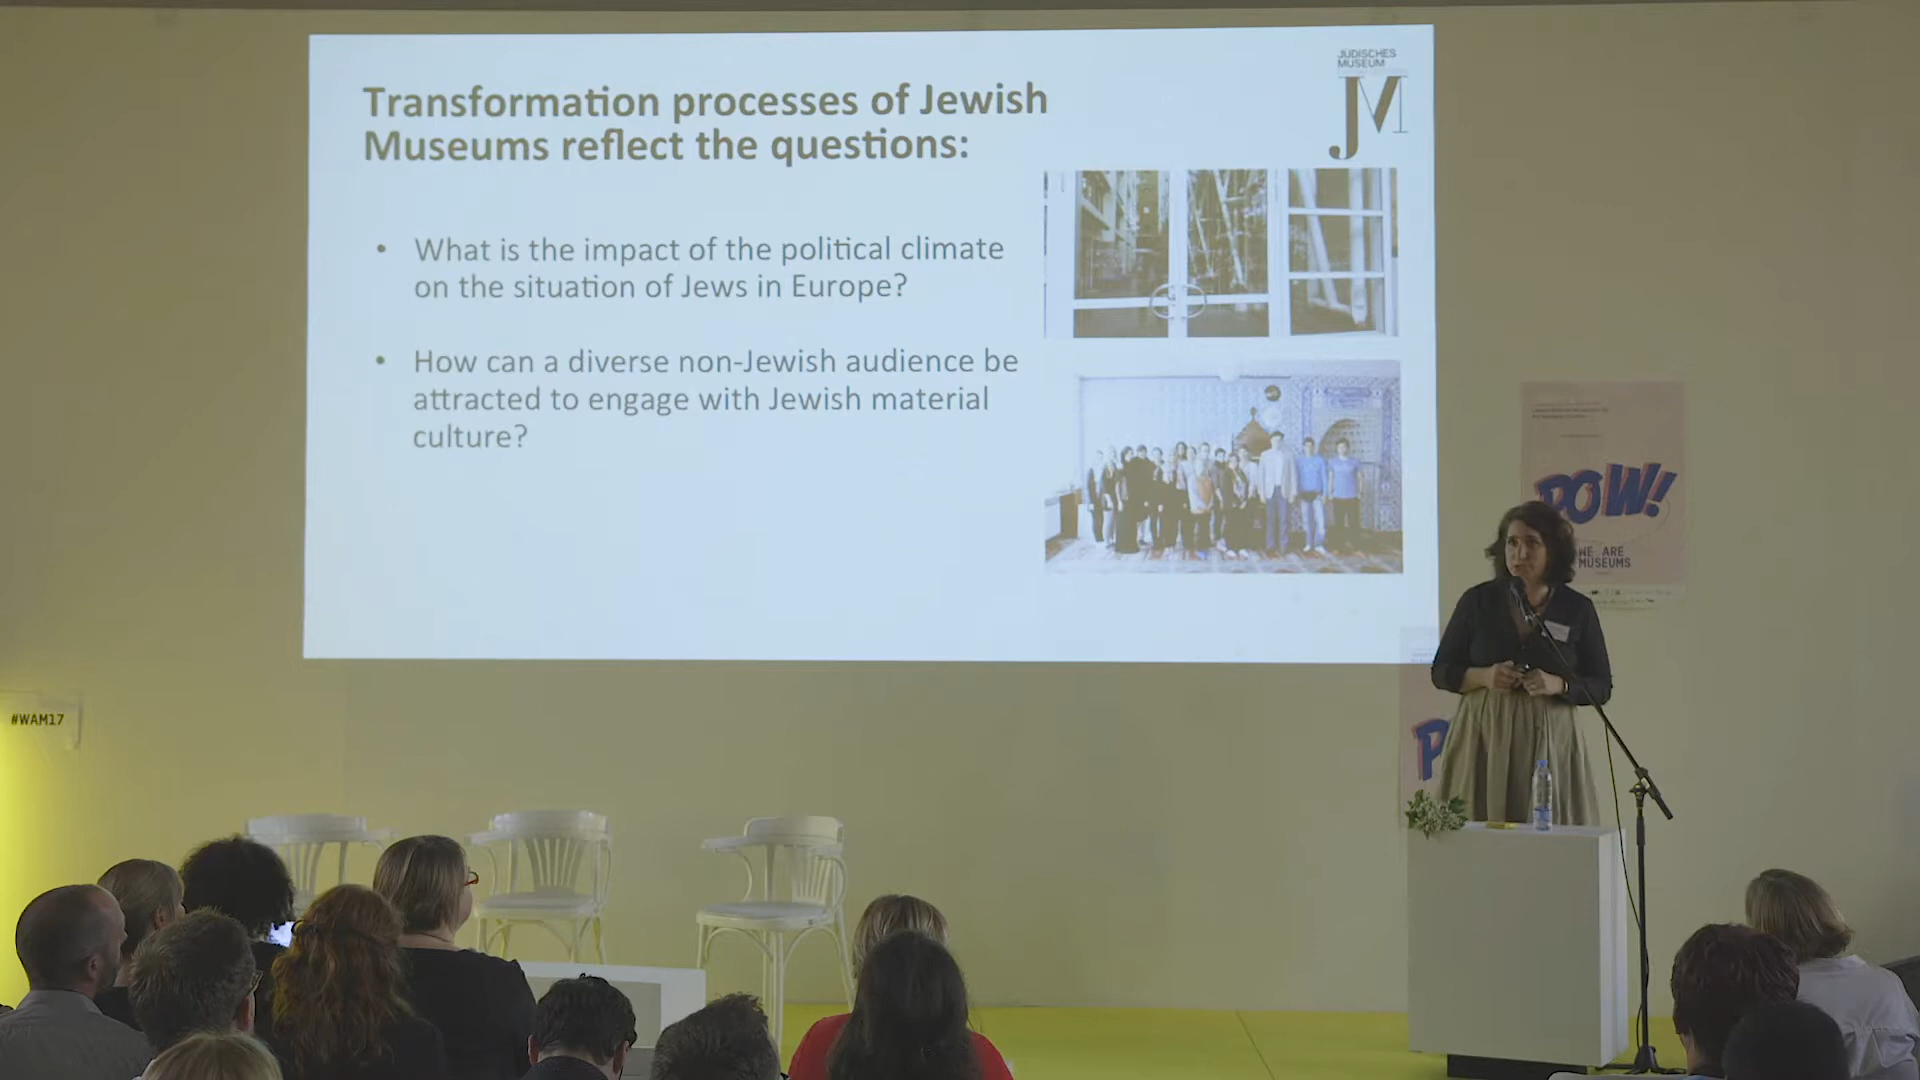 JÜDISCHES
MUSEUM
JM
Transformation processes of Jewish
Museums reflect the questions:
• What is the impact of the political climate
on the situation of Jews in Europe?
• How can a diverse non-Jewish audience be
attracted to engage with Jewish material
culture?
POW!
WE ARE
MUSEUMS
#WAM17
P